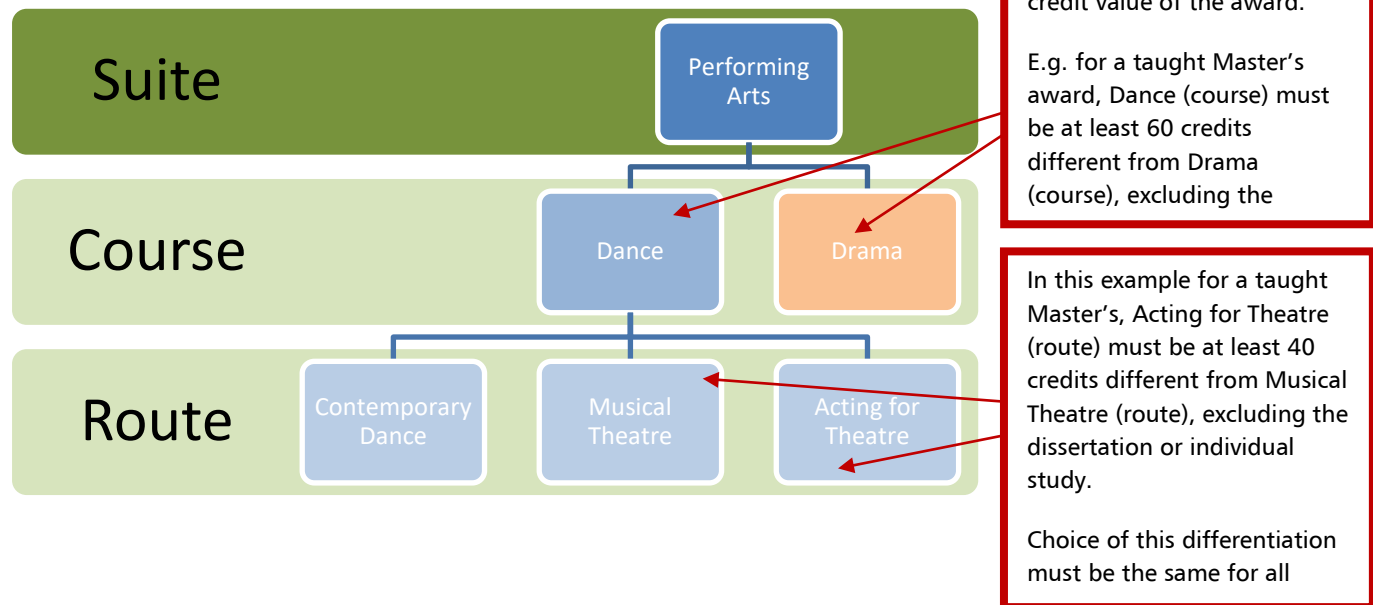 Suite
Performing
Arts
Course
Dance
Drama
Route
Contemporary
Dance
Musical
Theatre
Acting for
Theatre
credit value of the award.
E.g. for a taught Master’s
award, Dance (course) must
be at least 60 credits
different from Drama
(course), excluding the
In this example for a taught
Master’s, Acting for Theatre
(route) must be at least 40
credits different from Musical
Theatre (route), excluding the
dissertation or individual
study.
Choice of this differentiation
must be the same for all